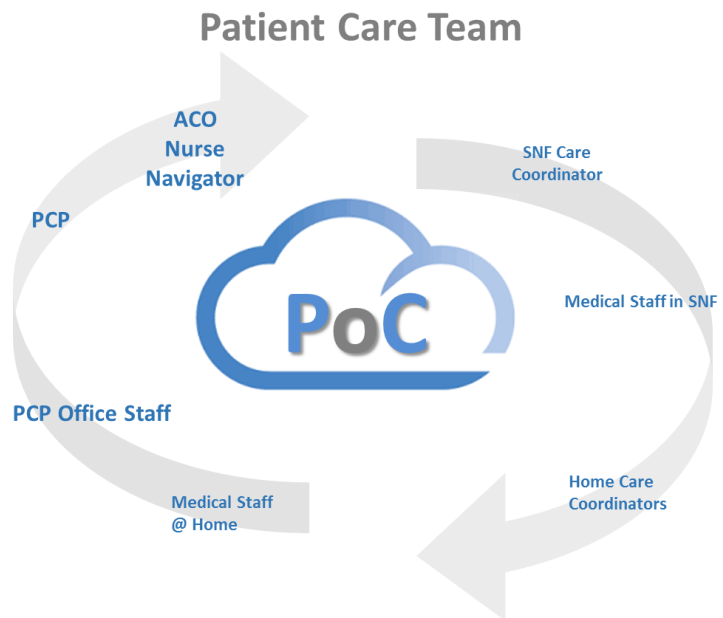 Patient Care Team
ACO
Nurse
Navigator
SNF Care
Coordinator
PCP
PoC
Medical Staff in SNF
PCP Office Staff
Home Care
Coordinators
Medical Staff
@ Home